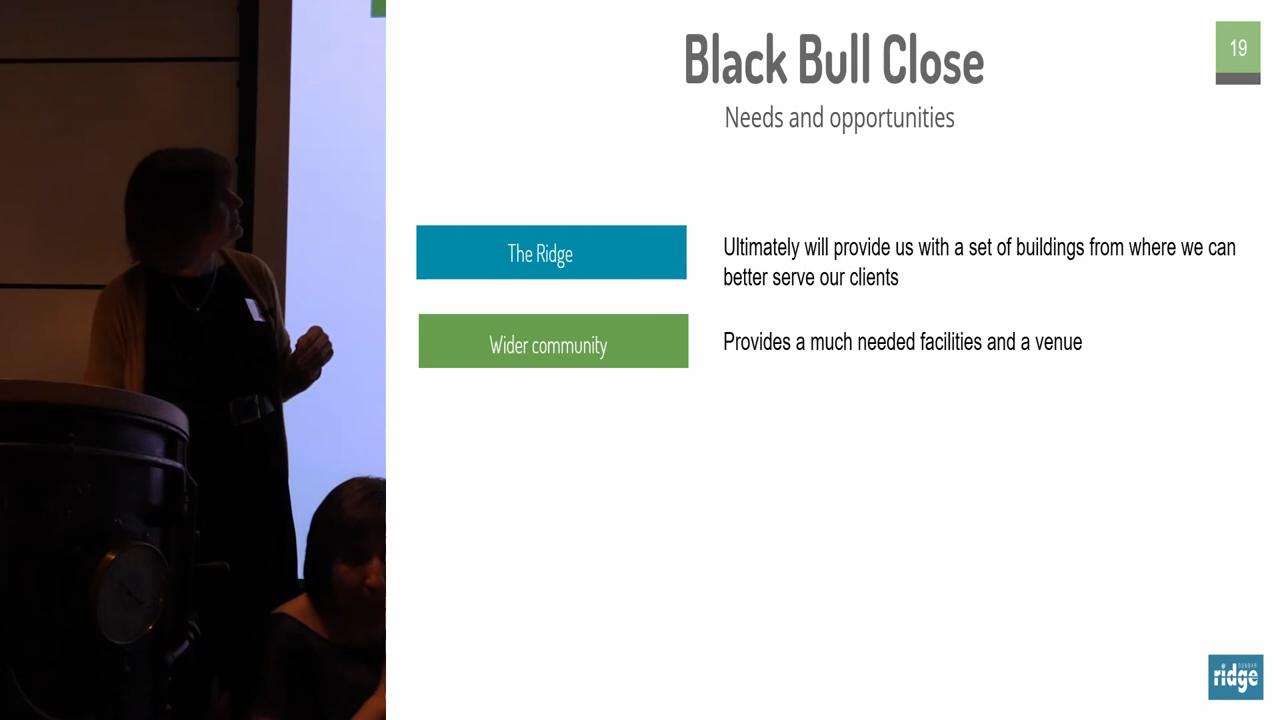 Black Bull Close
19
Needs and opportunities
The Ridge
Ultimately will provide us with a set of buildings from where we can
better serve our clients
Wider community
Provides a much needed facilities and a venue
DUNBAR
ridge